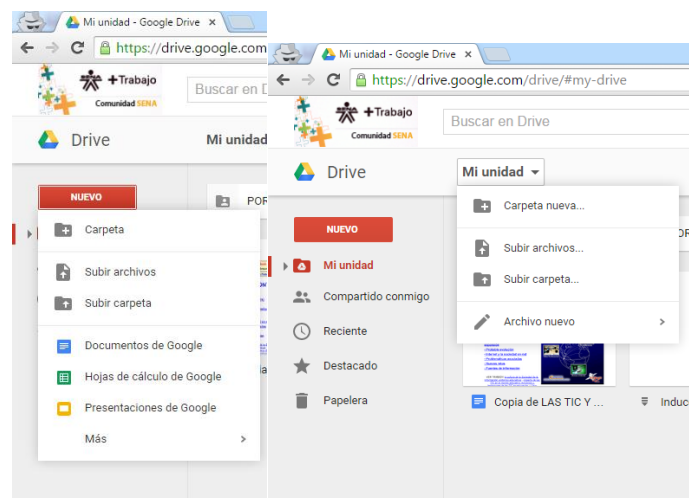 Mi unidad - Google Drive
https://drive.google.com
+Trabajo
Comunidad SENA
Buscar en
Drive
Mi unidad
NUEVO
POR
Carpeta
Subir archivos
Subir carpeta
Documentos de Google
Hojas de cálculo de Google
Presentaciones de Google
Más
Mi unidad - Google Drive
https://drive.google.com/drive/#my-drive
+Trabajo
Comunidad SENA
Buscar en Drive
Drive
Mi unidad
NUEVO
Mi unidad
Compartido conmigo
Reciente
Destacado
Papelera
Carpeta nueva...
Subir archivos...
Subir carpeta...
Archivo nuevo
Copia de LAS TIC Y ...
Induc